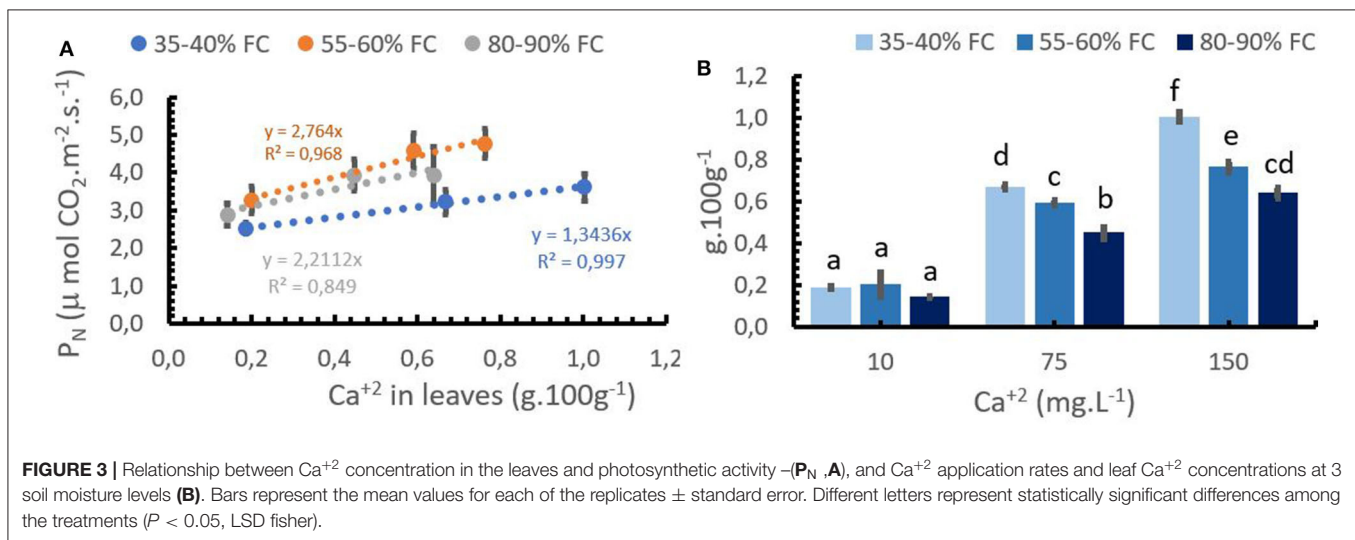 A
35-40% FC 55-60% FC 80-90% FC
P_N (μ mol CO₂.m⁻².s.⁻¹)
6,0
5,0
4,0
3,0
2,0
1,0
0,0
y = 2,764x
R² = 0,968
y = 2,2112x
R² = 0,849
y = 1,3436x
R² = 0,997
0,0 0,2 0,4 0,6 0,8 1,0 1,2
Ca⁺² in leaves (g.100g⁻¹)
B
35-40% FC 55-60% FC 80-90% FC
g.100g⁻¹
1,2
1,0
0,8
0,6
0,4
0,2
0,0
a a a
d c b
f e cd
10 75 150
Ca⁺² (mg.L⁻¹)
FIGURE 3 | Relationship between Ca⁺² concentration in the leaves and photosynthetic activity –(P_N ,A), and Ca⁺² application rates and leaf Ca⁺² concentrations at 3
soil moisture levels (B). Bars represent the mean values for each of the replicates ± standard error. Different letters represent statistically significant differences among
the treatments (P < 0.05, LSD fisher).